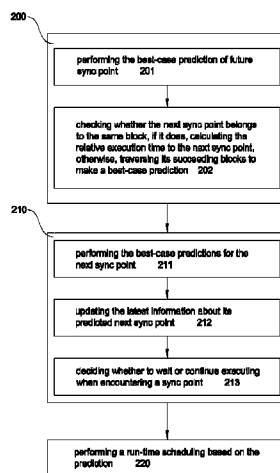 200
performing the best-case prediction of future
sync point 201
checking whether the next sync point belongs
to the same block, if it does, calculating the
relative execution time to the next sync point,
otherwise, traversing its succeeding blocks to
make a best-case prediction 202
210
performing the best-case predictions for the
next sync point 211
updating the latest information about its
predicted next sync point 212
deciding whether to wait or continue executing
when encountering a sync point 213
performing a run-time scheduling based on the
prediction 220